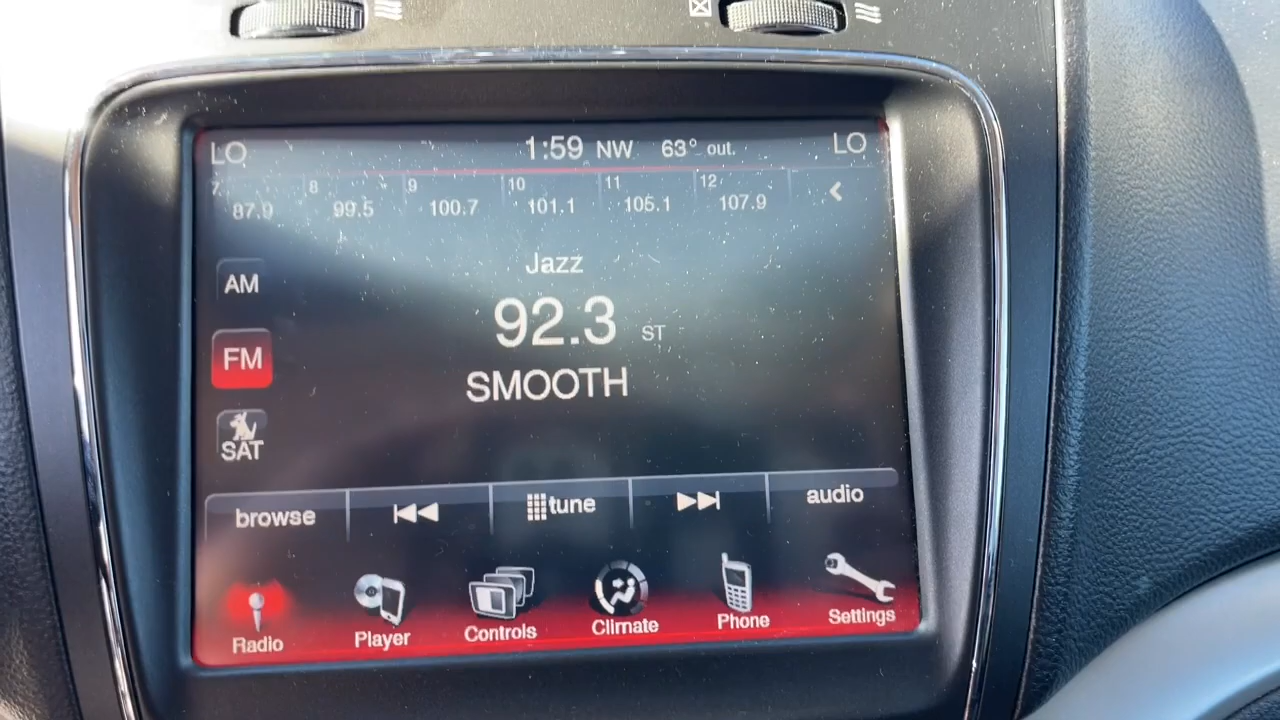 LO 1:59 NW 63° out. LO
7 8 9 10 11 12
87.9 99.5 100.7 101.1 105.1 107.9
Jazz
AM
92.3 ST
FM
SMOOTH
SAT
browse tune audio
Radio Player Controls Climate Phone Settings